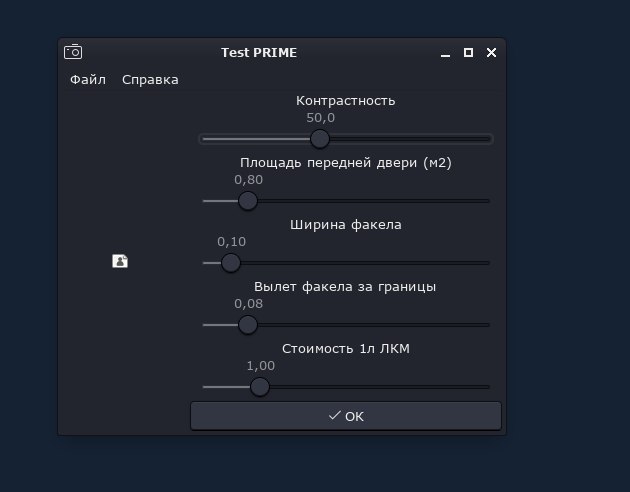 Test PRIME
Файл Справка
Контрастность
50,0
Площадь передней двери (м2)
0,80
Ширина факела
0,10
Вылет факела за границы
0,08
Стоимость 1л ЛКМ
1,00
OK